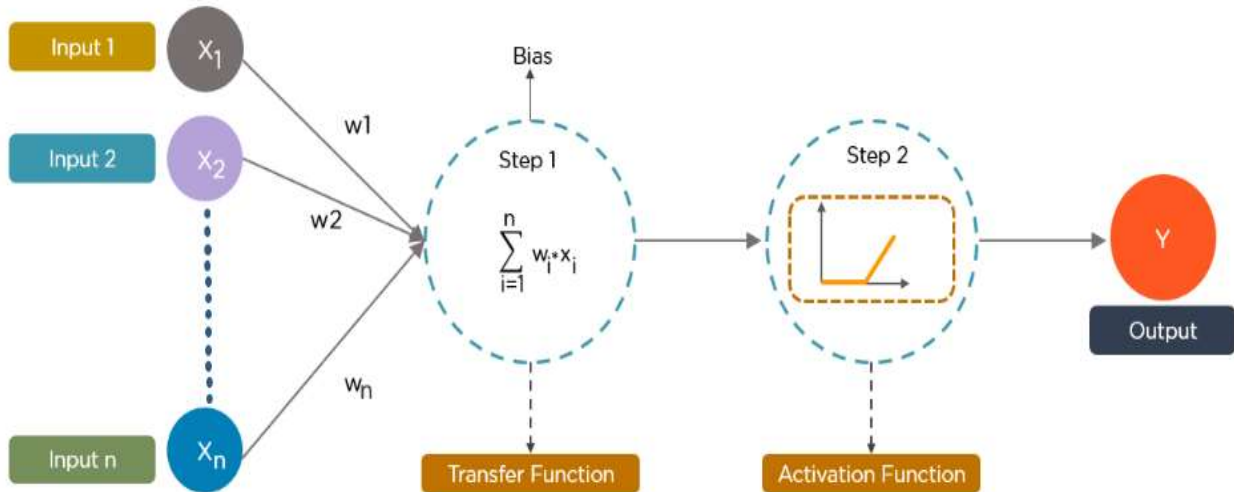 Input 1
X1
Bias
w1
Input 2
X2
Step 1
Step 2
w2
n
∑ wi*xi
i=1
Y
Output
wn
Input n
Xn
Transfer Function
Activation Function